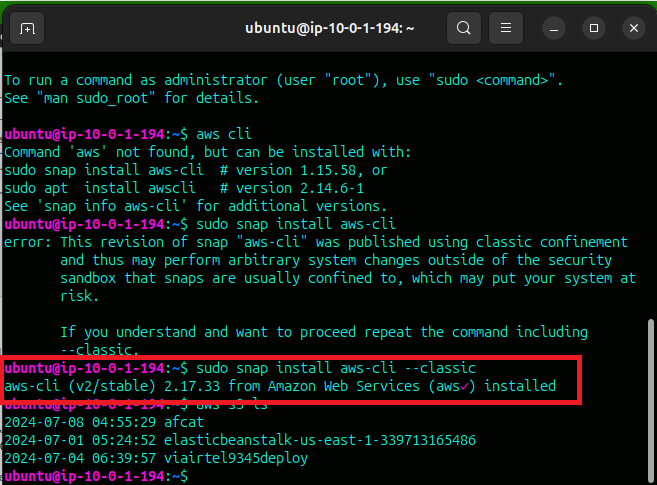 ubuntu@ip-10-0-1-194: ~
To run a command as administrator (user "root"), use "sudo <command>".
See "man sudo_root" for details.
ubuntu@ip-10-0-1-194:~$ aws cli
Command 'aws' not found, but can be installed with:
sudo snap install aws-cli  # version 1.15.58, or
sudo apt  install awscli   # version 2.14.6-1
See 'snap info aws-cli' for additional versions.
ubuntu@ip-10-0-1-194:~$ sudo snap install aws-cli
error: This revision of snap "aws-cli" was published using classic confinement
       and thus may perform arbitrary system changes outside of the security
       sandbox that snaps are usually confined to, which may put your system at
       risk.
       If you understand and want to proceed repeat the command including
       --classic.
ubuntu@ip-10-0-1-194:~$ sudo snap install aws-cli --classic
aws-cli (v2/stable) 2.17.33 from Amazon Web Services (aws✓) installed
ubuntu@ip-10-0-1-194:~$ aws s3 ls
2024-07-08 04:55:29 afcat
2024-07-01 05:24:52 elasticbeanstalk-us-east-1-339713165486
2024-07-04 06:39:57 viairtel9345deploy
ubuntu@ip-10-0-1-194:~$